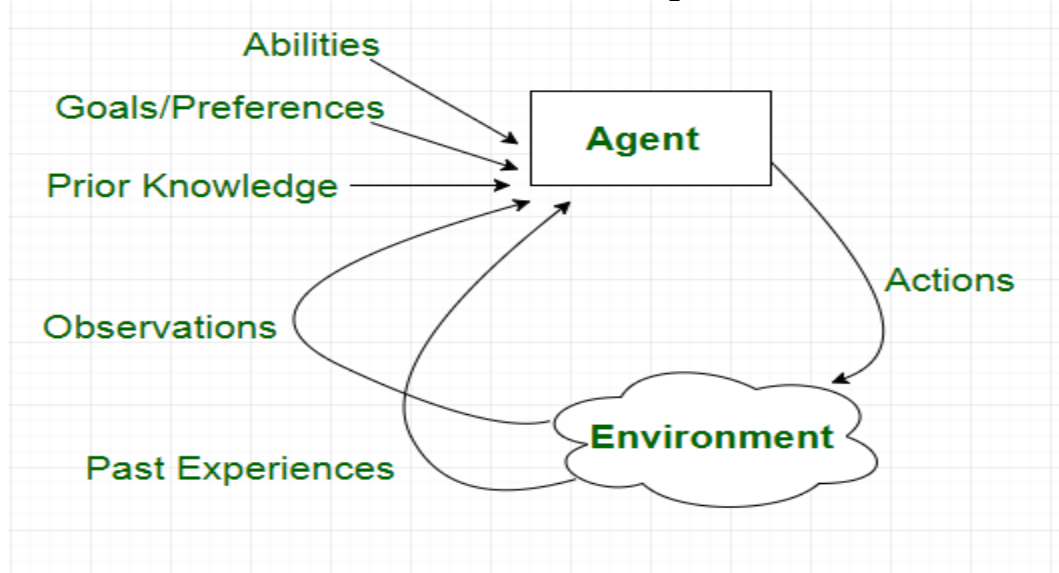 Abilities
Goals/Preferences
Agent
Prior Knowledge
Actions
Observations
Environment
Past Experiences